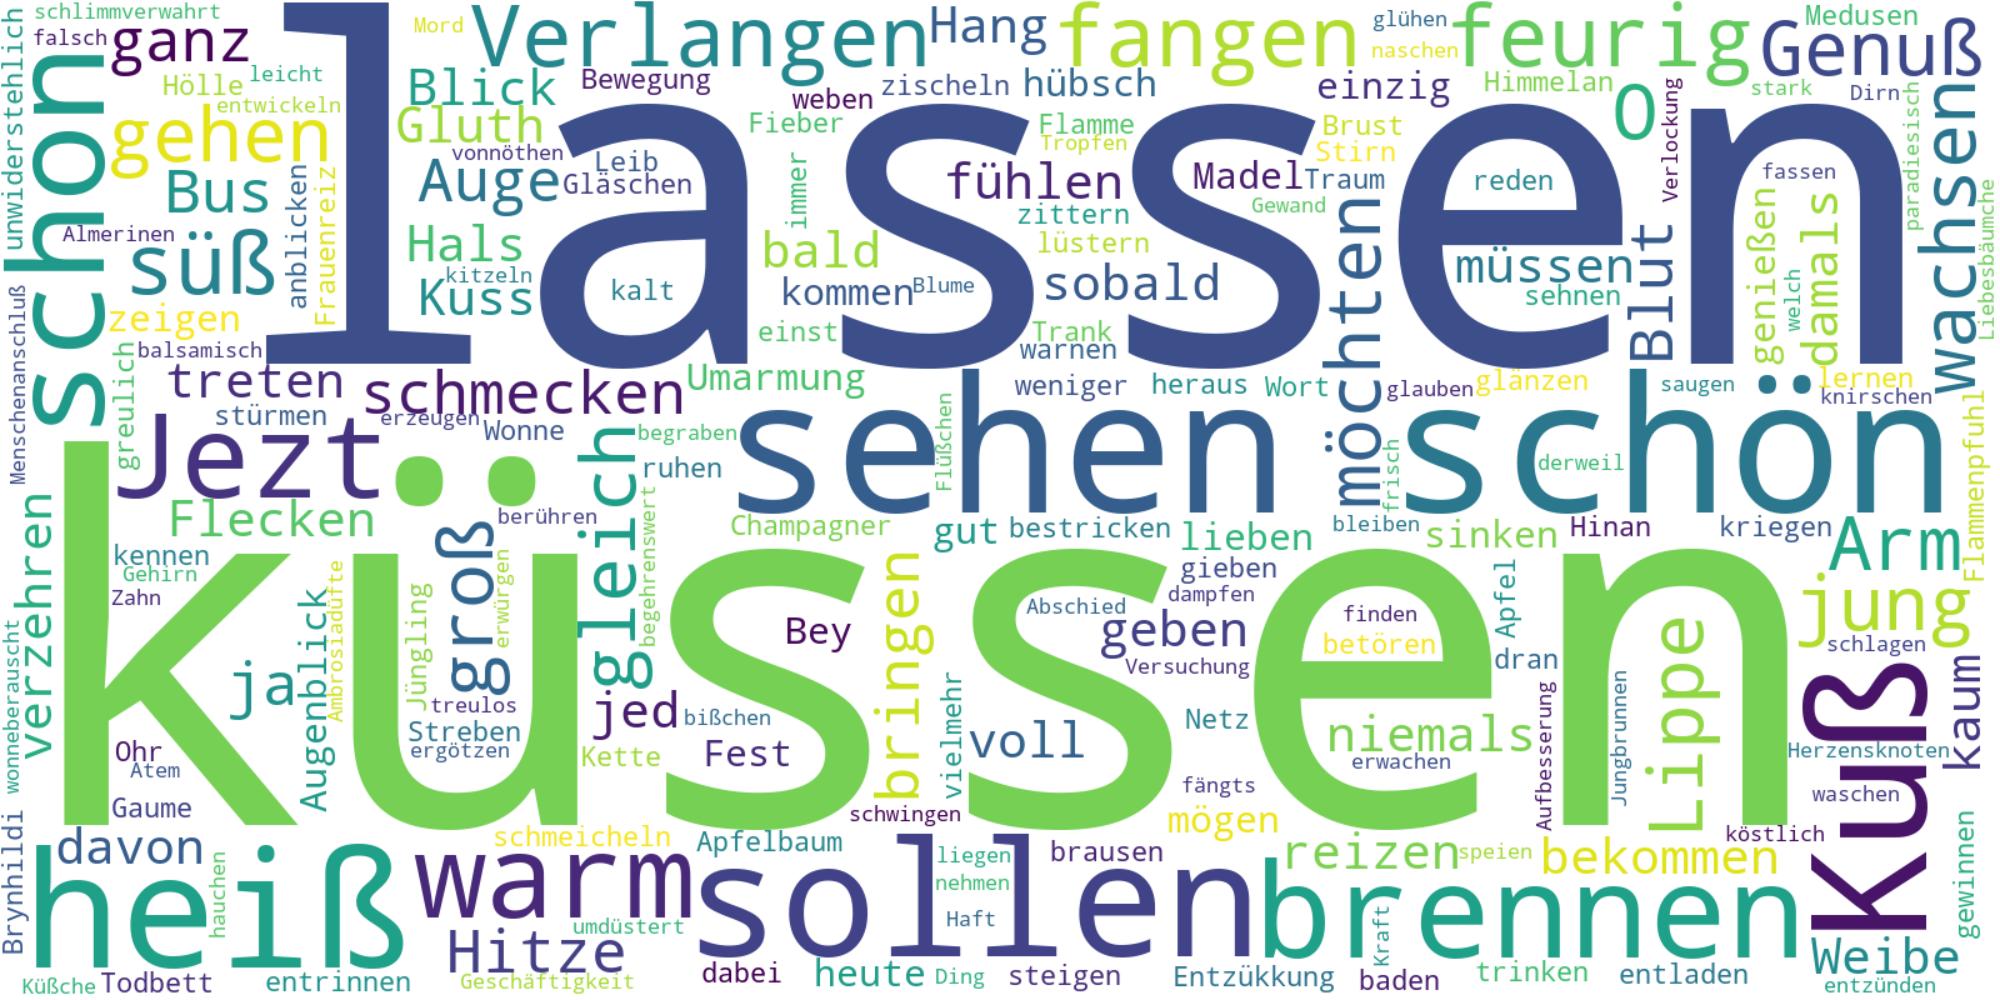 schlimmverwahrt
falsch
ganz
Mord
Verlangen
Hang
fangen
glühen
naschen
feurig
Medusen
Genuß
unwiderstehlich
schon
Hölle
leicht
entwickeln
gehen
Blick
Bewegung
weben
zischeln
hübsch
einzig
Himmelan
O
Verlockung
stark
Dirn
lassen
Gluth
vonnöthen
Leib
Fieber
Flamme
Tropfen
Brust
Stirn
Bus
Auge
Gläschen
immer
fühlen
Madel
Traum
Gewand
reden
fassen
paradiesisch
wachsen
Almerinen
süß
anblicken
Frauenreiz
Hals
kitzeln
Kuss
kalt
bald
kommen
Blume
zittern
lüstern
sobald
möchten
müssen
sehnen
Blut
genießen
welch
damals
Liebesbäumche
zeigen
balsamisch
einst
Trank
warnen
Menschenanschluß
greulich
treten
schmecken
Umarmung
weniger
heraus
Wort
glauben
glänzen
saugen
lernen
knirschen
stürmen
erzeugen
Wonne
Jezt
gleich
begraben
ruhen
Flüßchen
sehen
frisch
schön
derweil
Flammenpfuhl
Flecken
berühren
begehrenswert
Champagner
gut
bestricken
lieben
bleiben
sinken
Hinan
kriegen
Arm
verzehren
kennen
Gehirn
Zahn
küssen
groß
erwürgen
Jüngling
Augenblick
Ambrosiadüfte
Bey
bringen
gieben
dampfen
Abschied
geben
Versuchung
finden
betören
Apfel
dran
jung
schlagen
wonneberauscht
ja
treulos
Streben
ergötzen
jed
bißchen
Kette
Fest
vielmehr
voll
Netz
niemals
erwachen
Aufbesserung
Jungbrunnen
Lippe
Kuß
Herzensknoten
kaum
Ohr
Atem
Gaume
fängts
schwingen
mögen
waschen
köstlich
Brynhildi
davon
schmeicheln
Apfelbaum
liegen
nehmen
brausen
reizen
speien
bekommen
gewinnen
heiß
hauchen
warm
umdüstert
sollen
Haft
brennen
Kraft
Hitze
Weibe
Küßche
Todbett
entrinnen
Geschäftigkeit
dabei
heute
Ding
steigen
Entzükkung
baden
trinken
entladen
entzünden